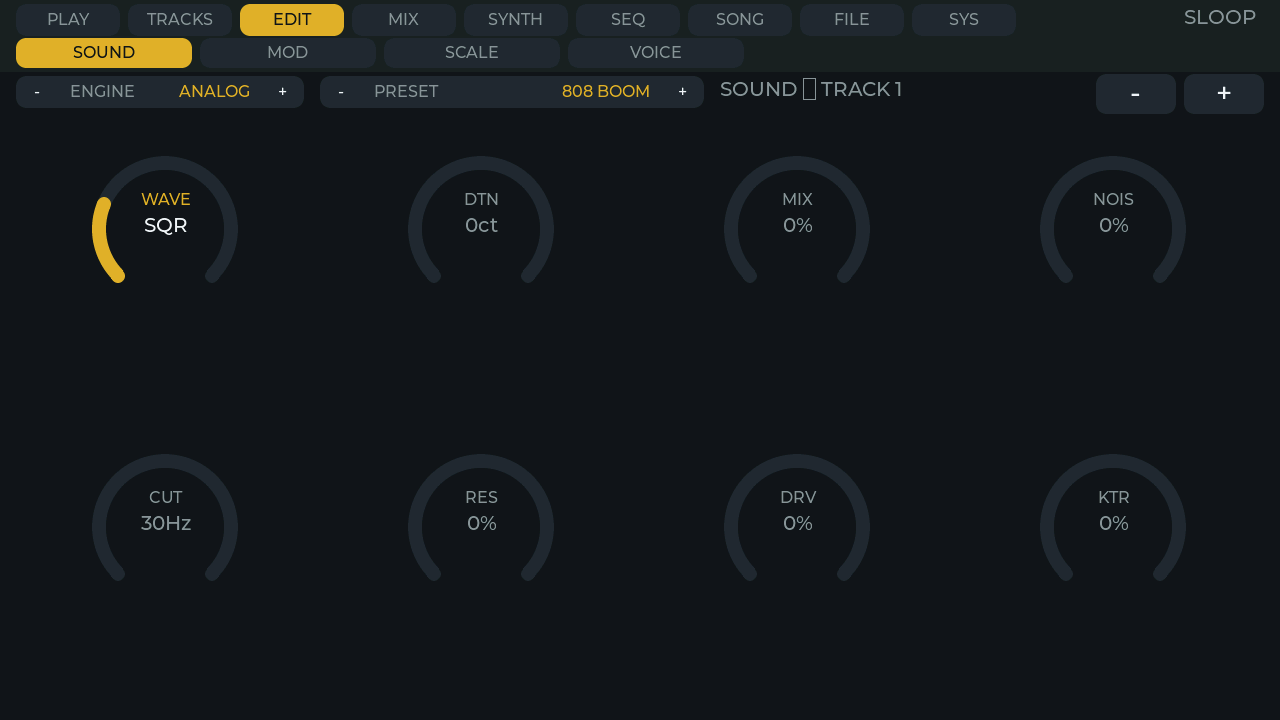 PLAY TRACKS EDIT MIX SYNTH SEQ SONG FILE SYS SLOOP
SOUND MOD SCALE VOICE
- ENGINE ANALOG + - PRESET 808 BOOM + SOUND TRACK 1 - +
WAVE DTN MIX NOIS
SQR 0ct 0% 0%
CUT RES DRV KTR
30Hz 0% 0% 0%